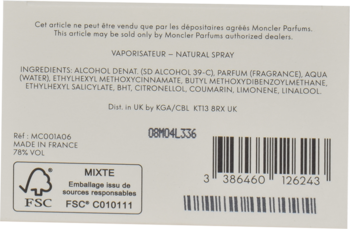 Cet article ne peut être vendu que par les dépositaires agréés Moncler Parfums.
This article may be sold only by Moncler Parfums authorized dealers.
VAPORISATEUR – NATURAL SPRAY
INGREDIENTS: ALCOHOL DENAT. (SD ALCOHOL 39-C), PARFUM (FRAGRANCE), AQUA
(WATER), ETHYLHEXYL METHOXYCINNAMATE, BUTYL METHOXYDIBENZOYLMETHANE,
ETHYLHEXYL SALICYLATE, BHT, CITRONELLOL, COUMARIN, LIMONENE, LINALOOL.
Dist. in UK by KGA/CBL KT13 8RX UK
08M04L336
Réf : MC001A06
MADE IN FRANCE
78% VOL
MIXTE
Emballage issu de
sources responsables
FSC
FSC® C010111
3 386460 126243